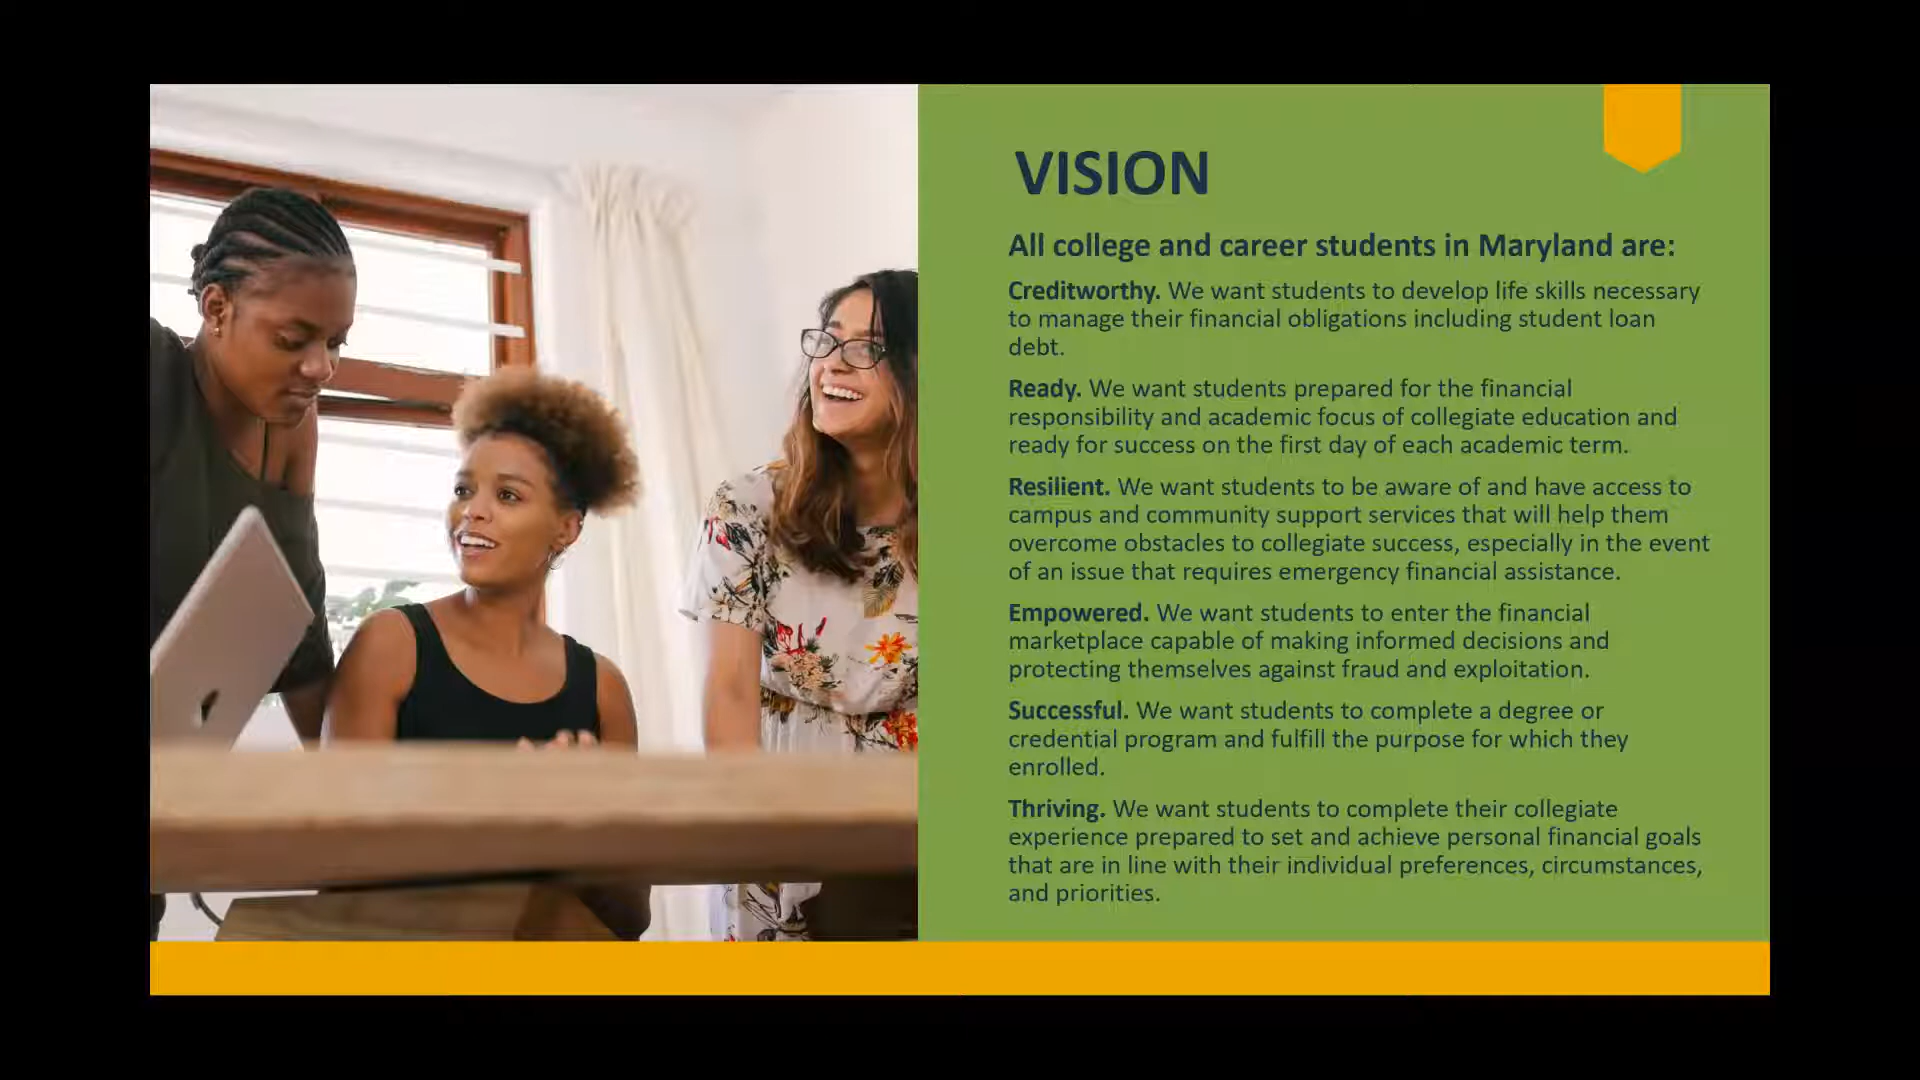 VISION
All college and career students in Maryland are:
Creditworthy. We want students to develop life skills necessary
to manage their financial obligations including student loan
debt.
Ready. We want students prepared for the financial
responsibility and academic focus of collegiate education and
ready for success on the first day of each academic term.
Resilient. We want students to be aware of and have access to
campus and community support services that will help them
overcome obstacles to collegiate success, especially in the event
of an issue that requires emergency financial assistance.
Empowered. We want students to enter the financial
marketplace capable of making informed decisions and
protecting themselves against fraud and exploitation.
Successful. We want students to complete a degree or
credential program and fulfill the purpose for which they
enrolled.
Thriving. We want students to complete their collegiate
experience prepared to set and achieve personal financial goals
that are in line with their individual preferences, circumstances,
and priorities.